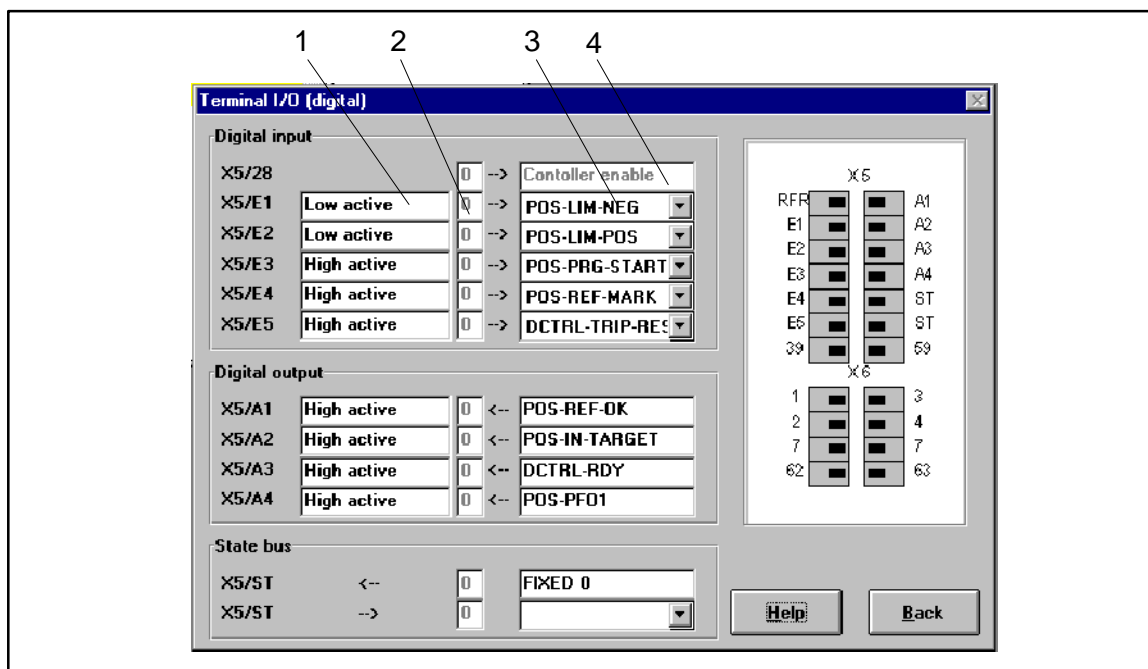 1 2 3 4
Terminal I/O (digital)
Digital input
X5/28 0 --> Contoller enable
X5/E1 Low active 0 --> POS-LIM-NEG
X5/E2 Low active 0 --> POS-LIM-POS
X5/E3 High active 0 --> POS-PRG-START
X5/E4 High active 0 --> POS-REF-MARK
X5/E5 High active 0 --> DCTRL-TRIP-RES
Digital output
X5/A1 High active 0 <-- POS-REF-OK
X5/A2 High active 0 <-- POS-IN-TARGET
X5/A3 High active 0 <-- DCTRL-RDY
X5/A4 High active 0 <-- POS-PFO1
State bus
X5/ST <-- 0 FIXED 0
X5/ST --> 0
X5
RFR A1
E1 A2
E2 A3
E3 A4
E4 ST
E5 ST
39 59
X6
1 3
2 4
7 7
62 63
Help Back